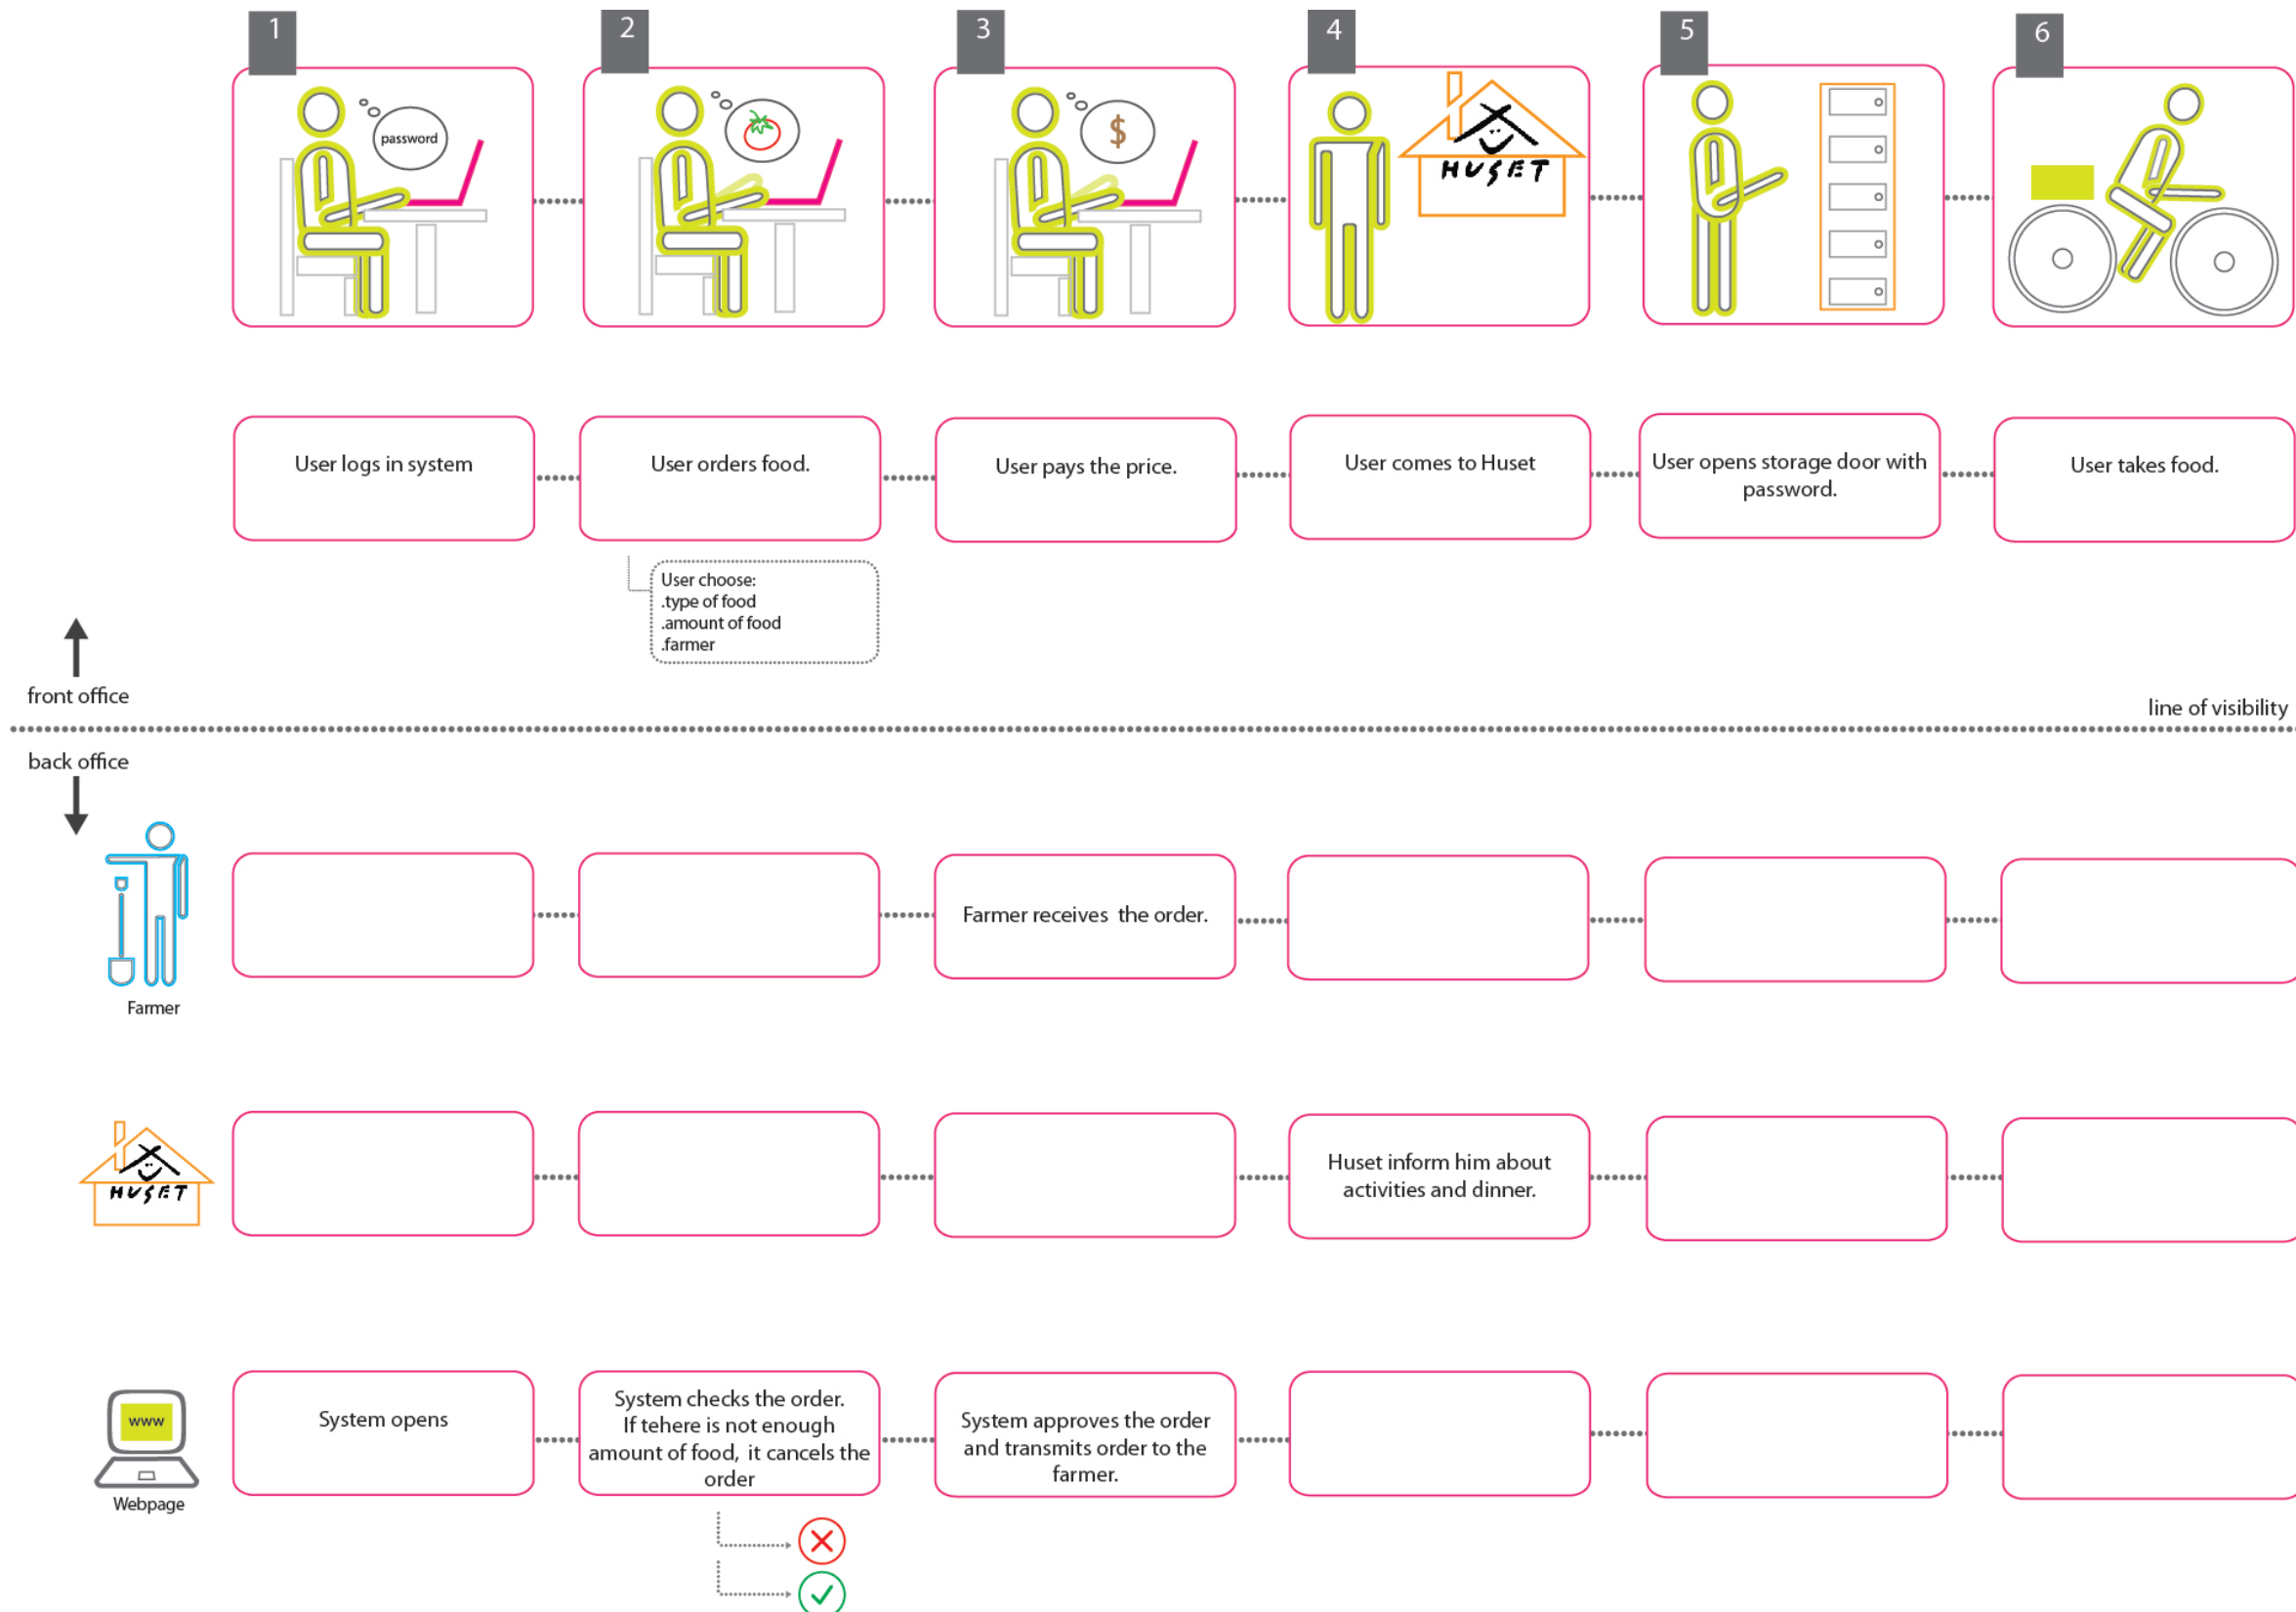 1
2
3
4
5
6
password
$
HUSET
User logs in system
User orders food.
User pays the price.
User comes to Huset
User opens storage door with
password.
User takes food.
User choose:
.type of food
.amount of food
.farmer
front office
line of visibility
back office
Farmer receives the order.
Farmer
Huset inform him about
activities and dinner.
HUSET
System opens
System checks the order.
If tehere is not enough
amount of food, it cancels the
order
System approves the order
and transmits order to the
farmer.
www
Webpage